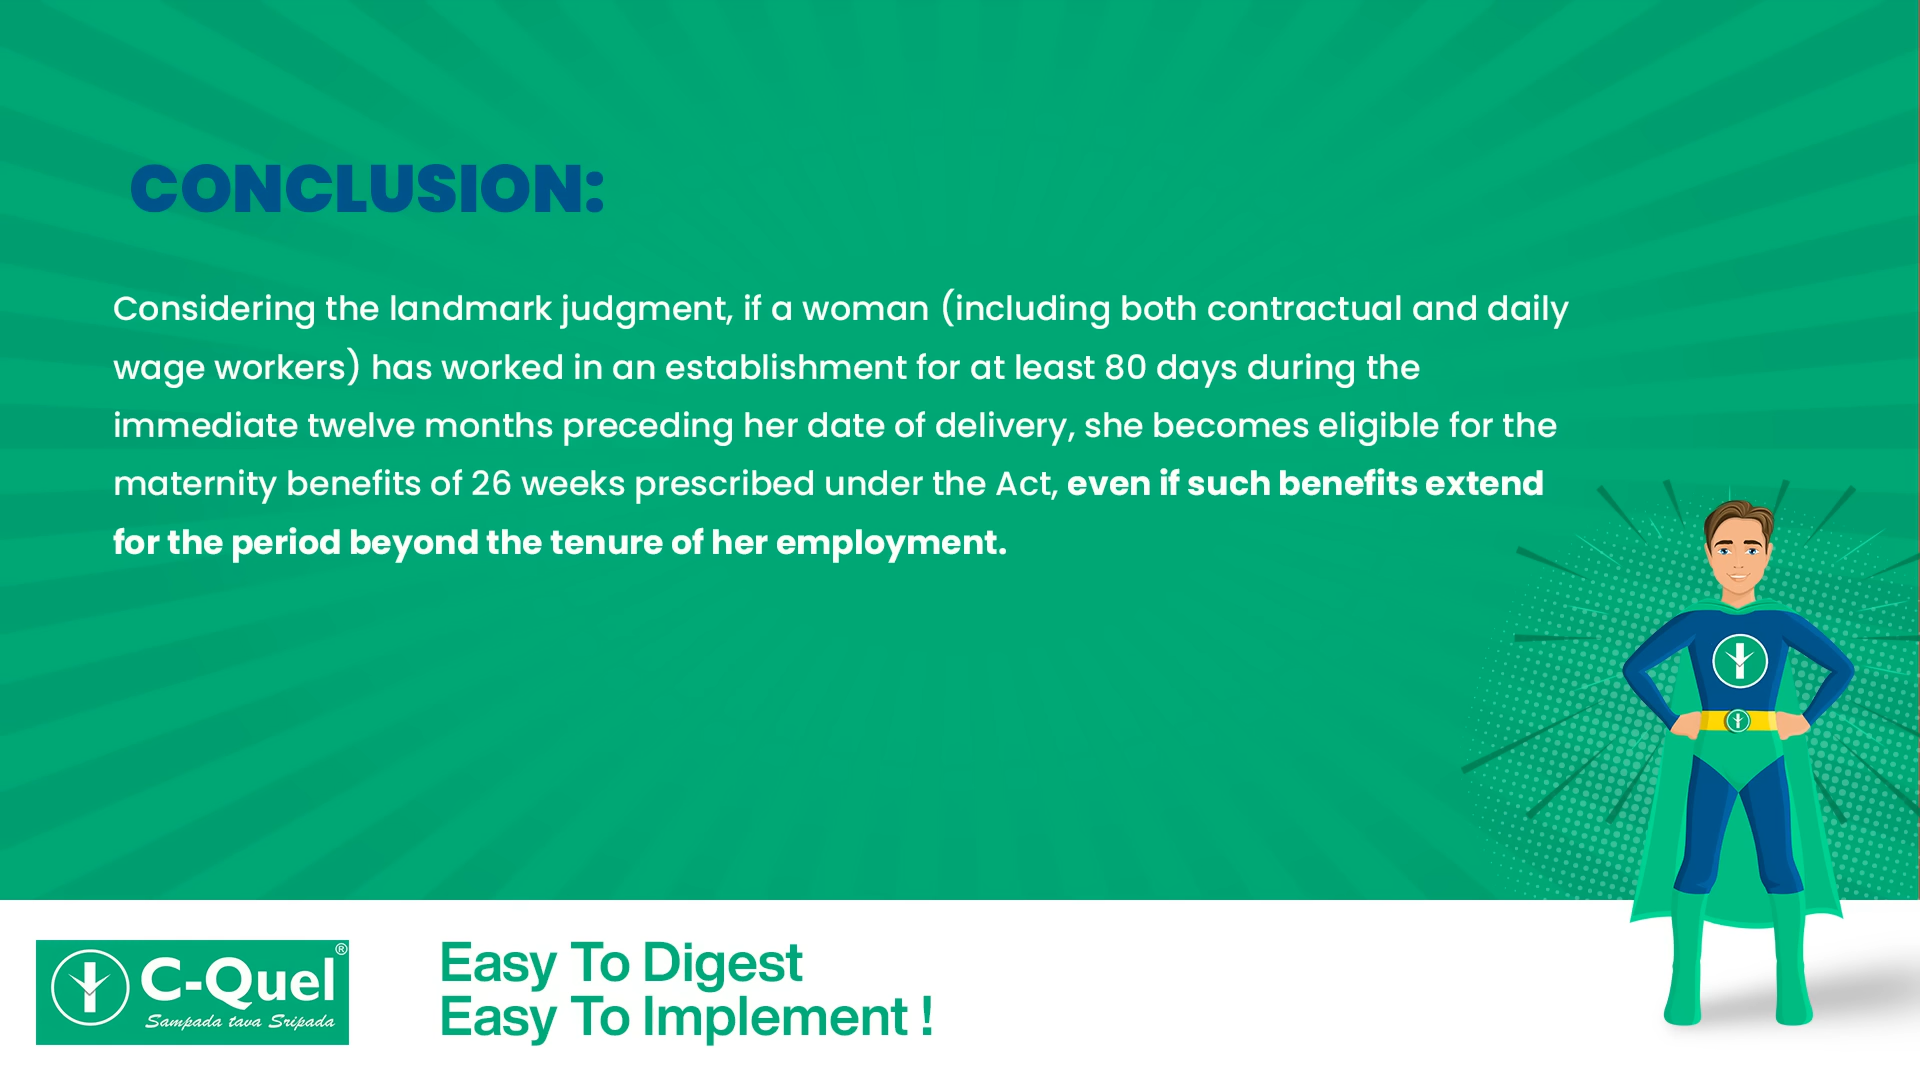 CONCLUSION:
Considering the landmark judgment, if a woman (including both contractual and daily
wage workers) has worked in an establishment for at least 80 days during the
immediate twelve months preceding her date of delivery, she becomes eligible for the
maternity benefits of 26 weeks prescribed under the Act, even if such benefits extend
for the period beyond the tenure of her employment.
C-Quel®
Sampada tava Sripada
Easy To Digest
Easy To Implement !